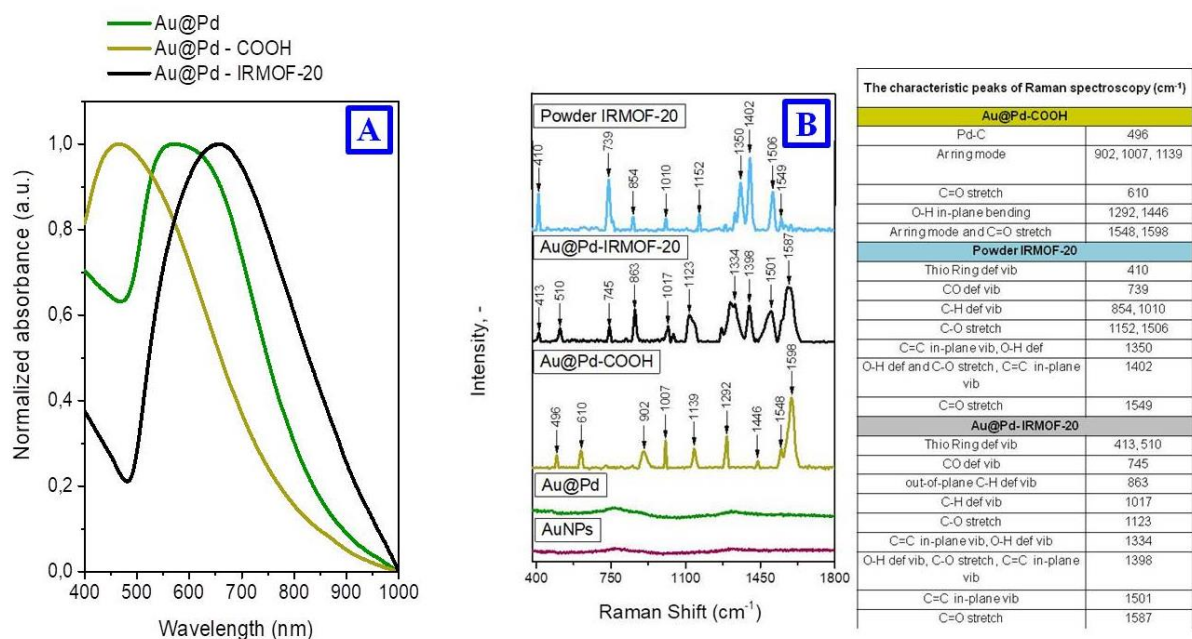 Au@Pd
Au@Pd - COOH
Au@Pd - IRMOF-20
A
Normalized absorbance (a.u.)
1,0
0,8
0,6
0,4
0,2
0,0
400 500 600 700 800 900 1000
Wavelength (nm)
B
Powder IRMOF-20
410 739 854 1010 1152 1350 1402 1506 1549
Au@Pd-IRMOF-20
413 510 745 863 1017 1123 1334 1398 1501 1587
Au@Pd-COOH
496 610 902 1007 1139 1292 1446 1548 1598
Au@Pd
AuNPs
Intensity, -
400 750 1100 1450 1800
Raman Shift (cm⁻¹)
The characteristic peaks of Raman spectroscopy (cm⁻¹)
Au@Pd-COOH
Pd-C 496
Ar ring mode 902, 1007, 1139
C=O stretch 610
O-H in-plane bending 1292, 1446
Ar ring mode and C=O stretch 1548, 1598
Powder IRMOF-20
Thio Ring def vib 410
CO def vib 739
C-H def vib 854, 1010
C-O stretch 1152, 1506
C=C in-plane vib, O-H def 1350
O-H def and C-O stretch, C=C in-plane
vib 1402
C=O stretch 1549
Au@Pd- IRMOF-20
Thio Ring def vib 413, 510
CO def vib 745
out-of-plane C-H def vib 863
C-H def vib 1017
C-O stretch 1123
C=C in-plane vib, O-H def vib 1334
O-H def vib, C-O stretch, C=C in-plane
vib 1398
C=C in-plane vib 1501
C=O stretch 1587